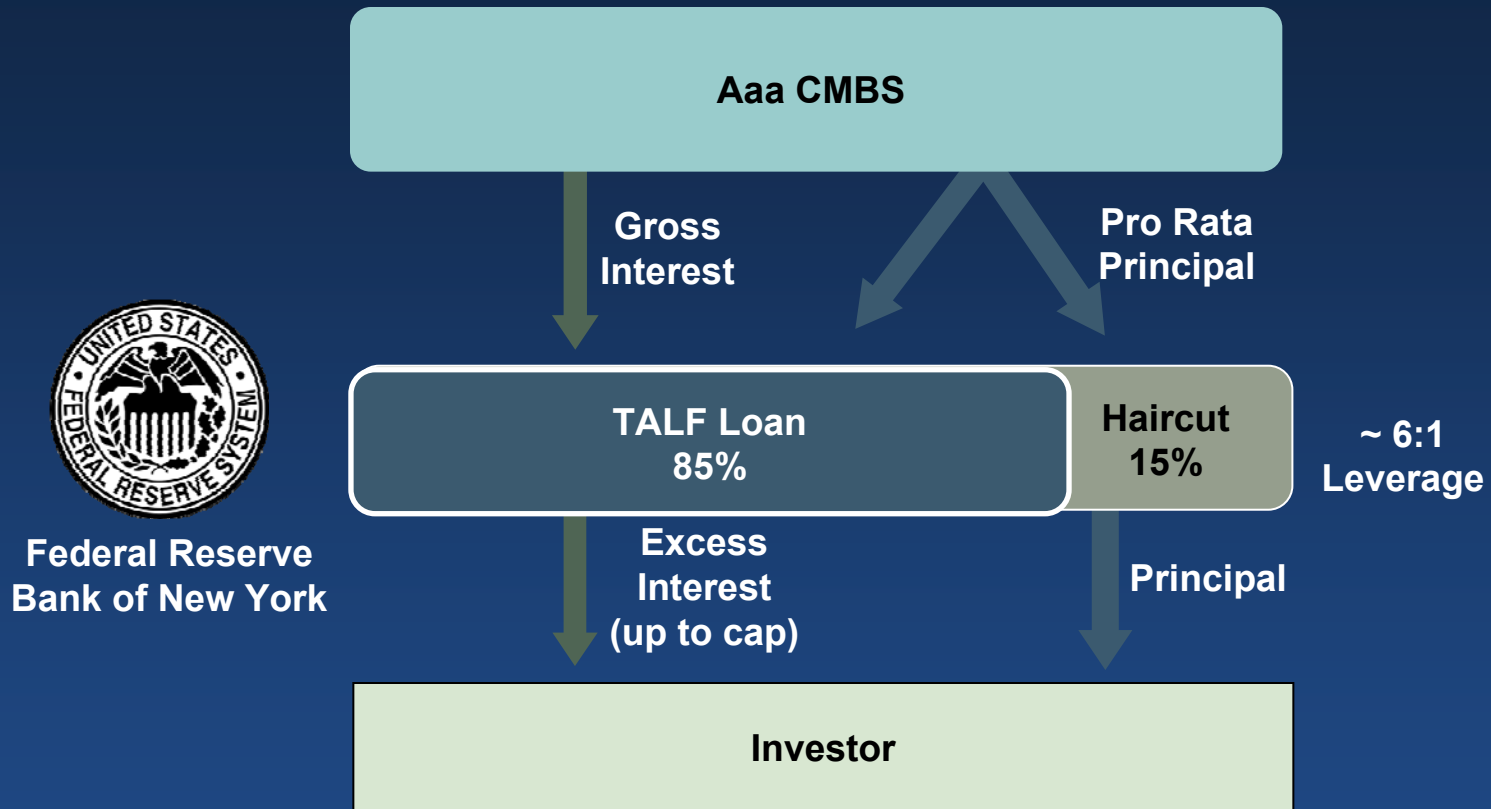 Aaa CMBS
Gross
Interest
Pro Rata
Principal
UNITED STATES
FEDERAL RESERVE SYSTEM
Federal Reserve
Bank of New York
TALF Loan
85%
Haircut
15%
~ 6:1
Leverage
Excess
Interest
(up to cap)
Principal
Investor